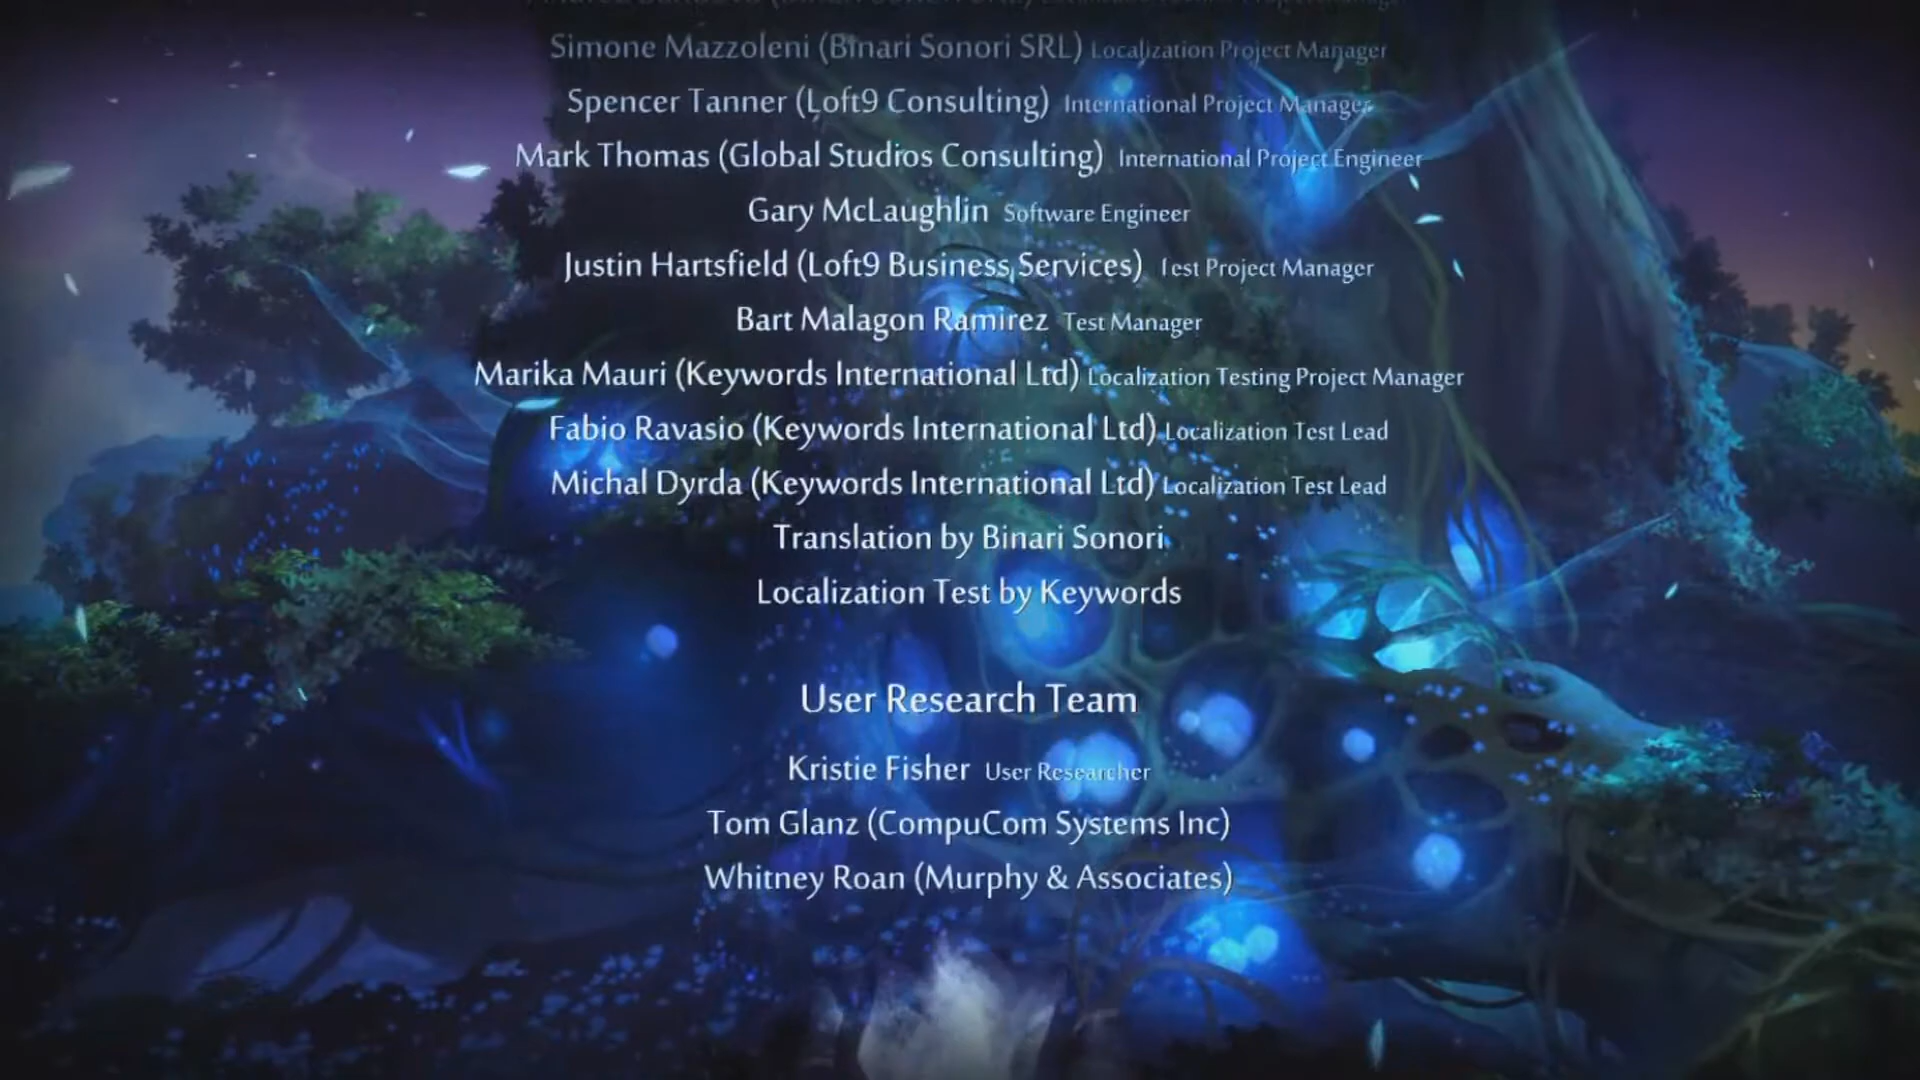 Simone Mazzoleni (Binari Sonori SRL) Localization Project Manager
Spencer Tanner (Loft9 Consulting) International Project Manager
Mark Thomas (Global Studios Consulting) International Project Engineer
Gary McLaughlin Software Engineer
Justin Hartsfield (Loft9 Business Services) Test Project Manager
Bart Malagon Ramirez Test Manager
Marika Mauri (Keywords International Ltd) Localization Testing Project Manager
Fabio Ravasio (Keywords International Ltd) Localization Test Lead
Michal Dyrda (Keywords International Ltd) Localization Test Lead
Translation by Binari Sonori
Localization Test by Keywords
User Research Team
Kristie Fisher User Researcher
Tom Glanz (CompuCom Systems Inc)
Whitney Roan (Murphy & Associates)